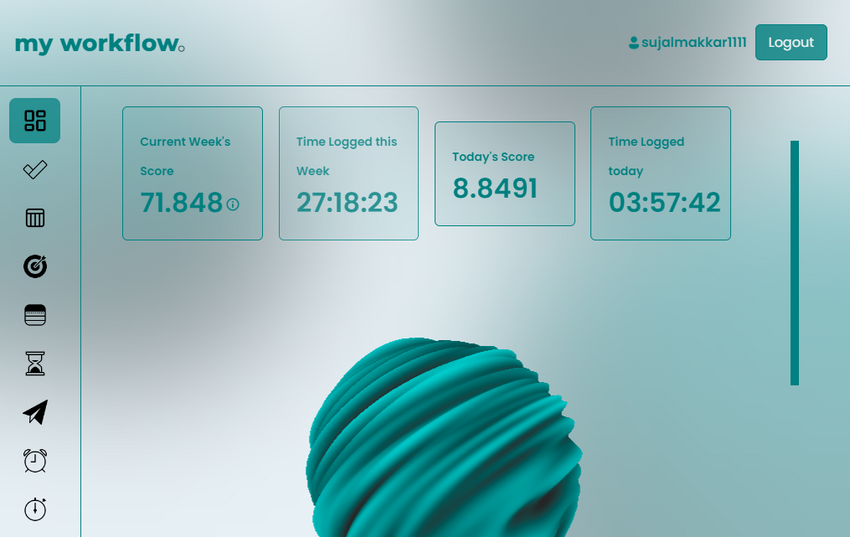 my workflow.
sujalmakkar1111
Logout
Current Week's
Score
71.848
Time Logged this
Week
27:18:23
Today's Score
8.8491
Time Logged
today
03:57:42